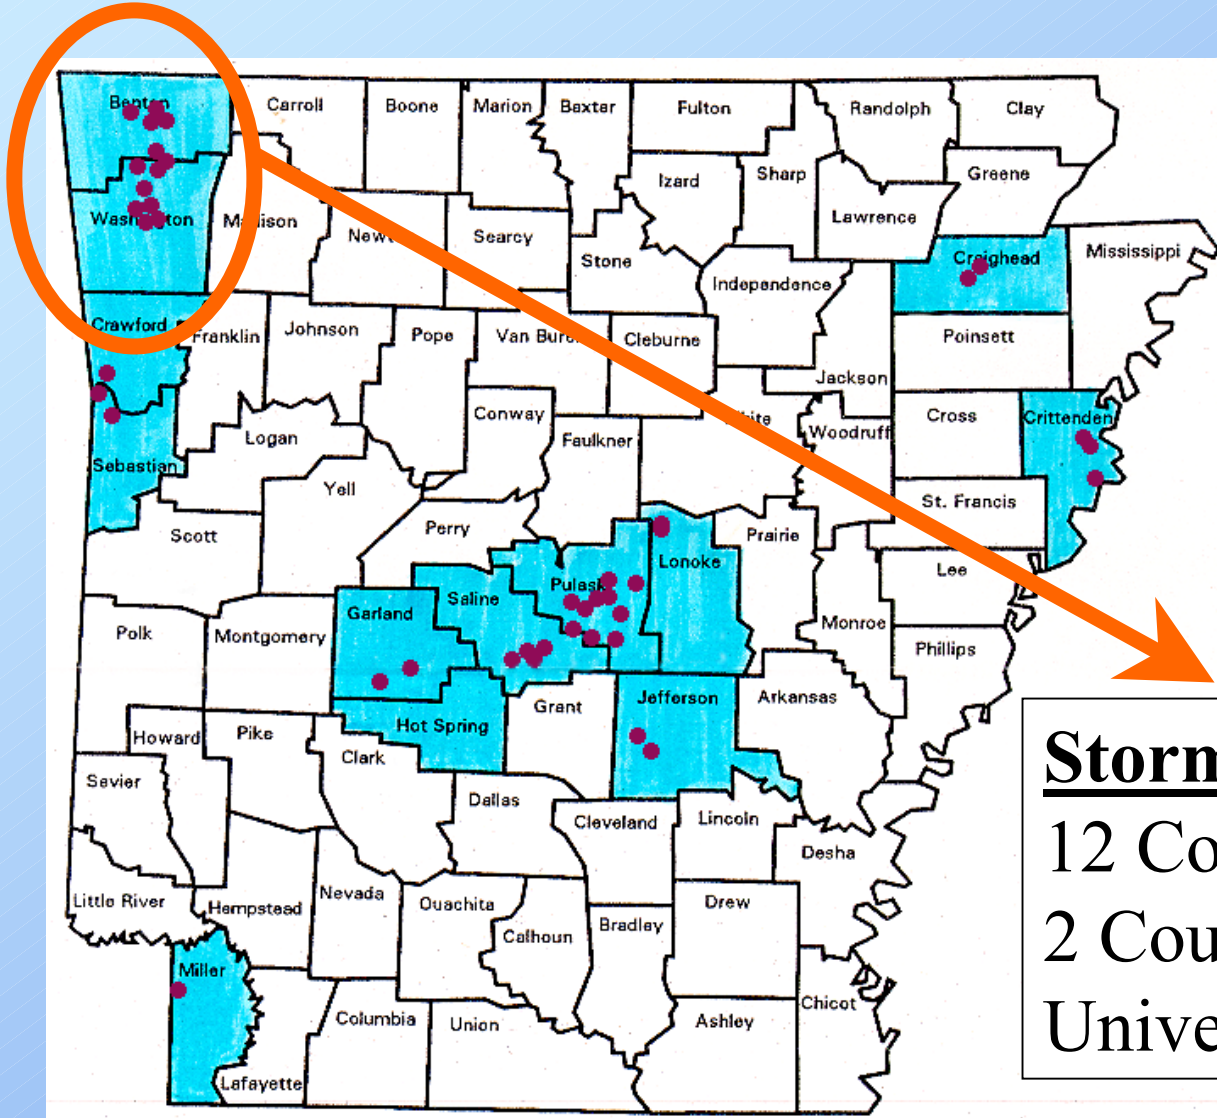 Benton
Carroll
Boone
Marion
Baxter
Fulton
Randolph
Clay
Izard
Sharp
Greene
Lawrence
Washington
Madison
Searcy
Stone
Independence
Craighead
Mississippi
Crawford
Franklin
Johnson
Pope
Van Buren
Cleburne
Jackson
Poinsett
Conway
Logan
Faulkner
White
Woodruff
Cross
Crittenden
Sebastian
Yell
St. Francis
Scott
Perry
Prairie
Lonoke
Lee
Pulaski
Saline
Garland
Polk
Montgomery
Monroe
Phillips
Jefferson
Arkansas
Grant
Hot Spring
Howard
Pike
Clark
Sevier
Dallas
Cleveland
Lincoln
Desha
Little River
Hempstead
Nevada
Ouachita
Calhoun
Bradley
Drew
Miller
Columbia
Union
Ashley
Chicot
Lafayette
Storm
12 Co
2 Cou
Unive